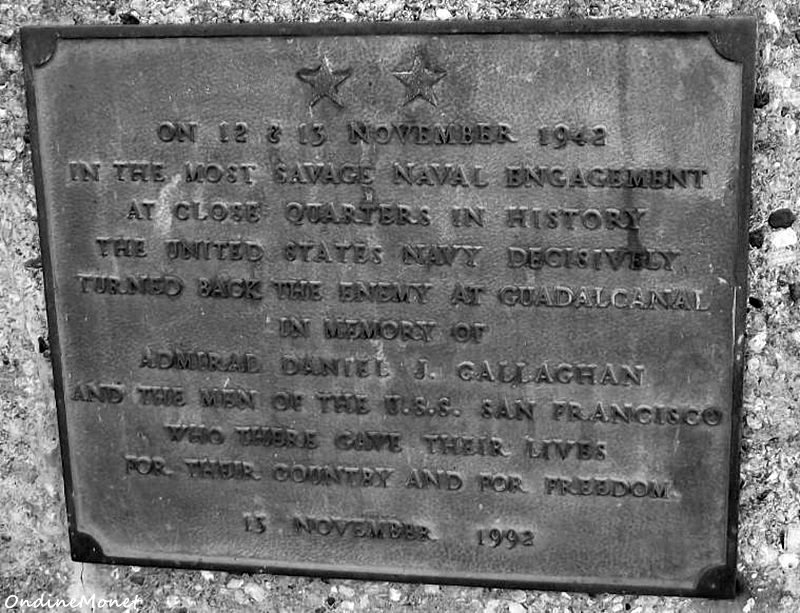 ON 12 & 13 NOVEMBER 1942
IN THE MOST SAVAGE NAVAL ENGAGEMENT
AT CLOSE QUARTERS IN HISTORY
THE UNITED STATES NAVY DECISIVELY
TURNED BACK THE ENEMY AT GUADALCANAL
IN MEMORY OF
ADMIRAL DANIEL J. CALLAGHAN
AND THE MEN OF THE U.S.S. SAN FRANCISCO
WHO THERE GAVE THEIR LIVES
FOR THEIR COUNTRY AND FOR FREEDOM.
13 NOVEMBER 1992
OndineMonet